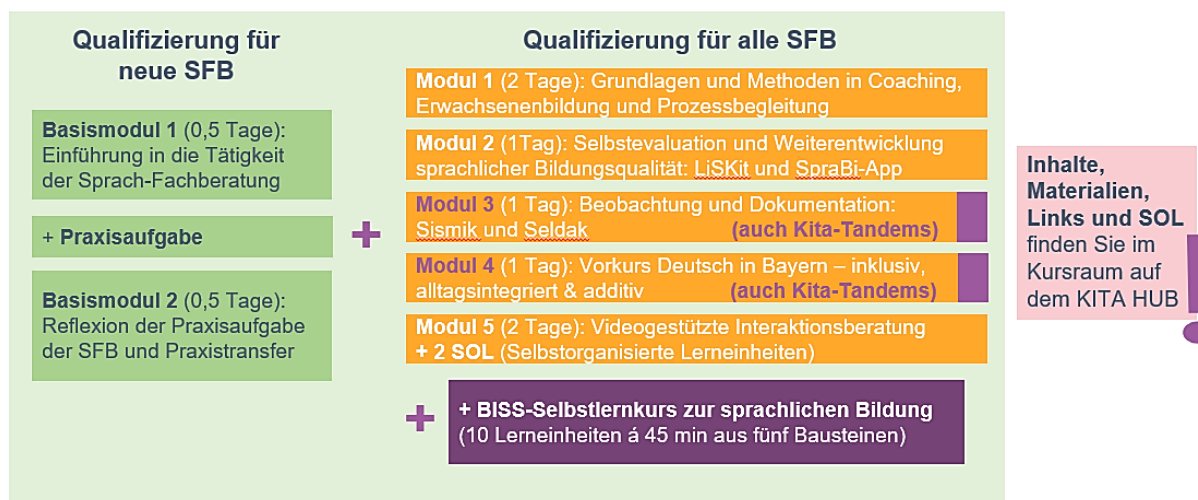 Qualifizierung für
neue SFB
Basismodul 1 (0,5 Tage):
Einführung in die Tätigkeit
der Sprach-Fachberatung
+ Praxisaufgabe
Basismodul 2 (0,5 Tage):
Reflexion der Praxisaufgabe
der SFB und Praxistransfer
+
Qualifizierung für alle SFB
Modul 1 (2 Tage): Grundlagen und Methoden in Coaching,
Erwachsenenbildung und Prozessbegleitung
Modul 2 (1Tag): Selbstevaluation und Weiterentwicklung
sprachlicher Bildungsqualität: LiSKit und SpraBi-App
Modul 3 (1 Tag): Beobachtung und Dokumentation:
Sismik und Seldak (auch Kita-Tandems)
Modul 4 (1 Tag): Vorkurs Deutsch in Bayern – inklusiv,
alltagsintegriert & additiv (auch Kita-Tandems)
Modul 5 (2 Tage): Videogestützte Interaktionsberatung
+ 2 SOL (Selbstorganisierte Lerneinheiten)
+
+ BISS-Selbstlernkurs zur sprachlichen Bildung
(10 Lerneinheiten á 45 min aus fünf Bausteinen)
Inhalte,
Materialien,
Links und SOL
finden Sie im
Kursraum auf
dem KITA HUB
!